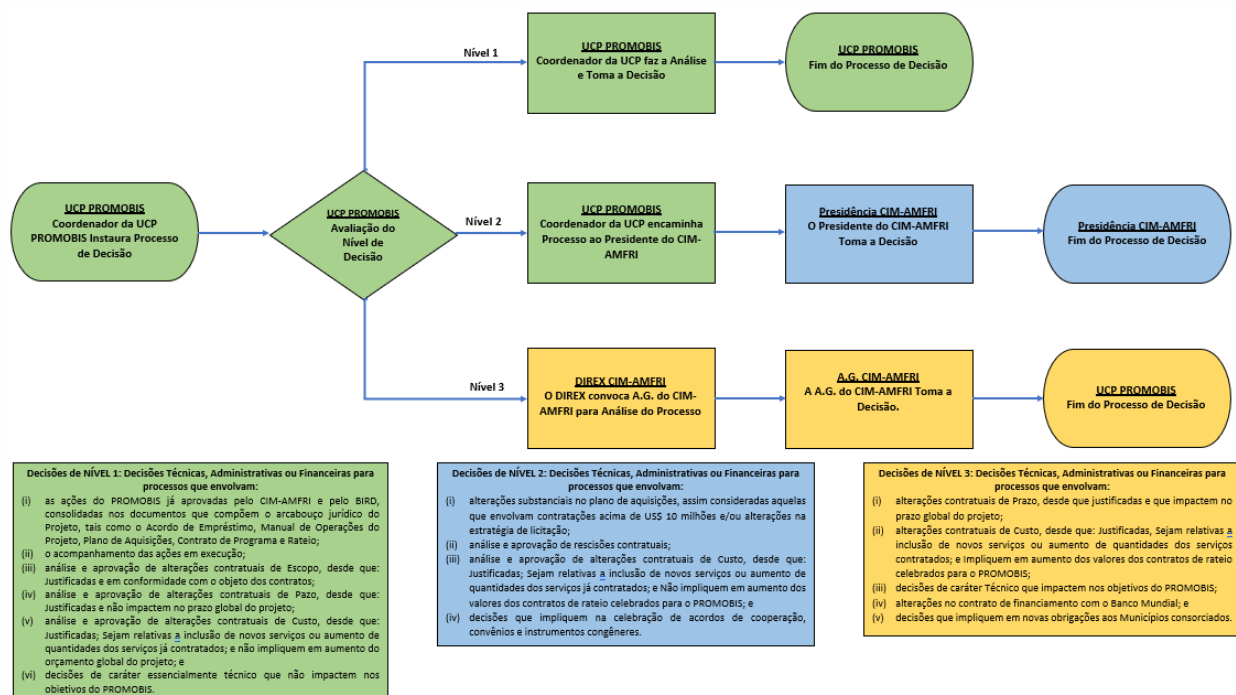 Nível 1
UCP PROMOBIS
Coordenador da UCP faz a Análise
e Toma a Decisão
UCP PROMOBIS
Fim do Processo de Decisão
UCP PROMOBIS
Coordenador da UCP
PROMOBIS Instaura Processo
de Decisão
UCP PROMOBIS
Avaliação do
Nível de
Decisão
Nível 2
UCP PROMOBIS
Coordenador da UCP encaminha
Processo ao Presidente do CIM-
AMFRI
Presidência CIM-AMFRI
O Presidente do CIM-AMFRI
Toma a Decisão
Presidência CIM-AMFRI
Fim do Processo de Decisão
Nível 3
DIREX CIM-AMFRI
O DIREX convoca A.G. do CIM-
AMFRI para Análise do Processo
A.G. CIM-AMFRI
A A.G. do CIM-AMFRI Toma a
Decisão.
UCP PROMOBIS
Fim do Processo de Decisão
Decisões de NÍVEL 1: Decisões Técnicas, Administrativas ou Financeiras para
processos que envolvam:
(i) as ações do PROMOBIS já aprovadas pelo CIM-AMFRI e pelo BIRD,
consolidadas nos documentos que compõem o arcabouço jurídico do
Projeto, tais como o Acordo de Empréstimo, Manual de Operações do
Projeto, Plano de Aquisições, Contrato de Programa e Rateio;
(ii) o acompanhamento das ações em execução;
(iii) análise e aprovação de alterações contratuais de Escopo, desde que:
Justificadas e em conformidade com o objeto dos contratos;
(iv) análise e aprovação de alterações contratuais de Pazo, desde que:
Justificadas e não impactem no prazo global do projeto;
(v) análise e aprovação de alterações contratuais de Custo, desde que:
Justificadas; Sejam relativas a inclusão de novos serviços ou aumento de
quantidades dos serviços já contratados; e não impliquem em aumento do
orçamento global do projeto; e
(vi) decisões de caráter essencialmente técnico que não impactem nos
objetivos do PROMOBIS.
Decisões de NÍVEL 2: Decisões Técnicas, Administrativas ou Financeiras para
processos que envolvam:
(i) alterações substanciais no plano de aquisições, assim consideradas aquelas
que envolvam contratações acima de US$ 10 milhões e/ou alterações na
estratégia de licitação;
(ii) análise e aprovação de rescisões contratuais;
(iii) análise e aprovação de alterações contratuais de Custo, desde que:
Justificadas; Sejam relativas a inclusão de novos serviços ou aumento de
quantidades dos serviços já contratados; e Não impliquem em aumento dos
valores dos contratos de rateio celebrados para o PROMOBIS; e
(iv) decisões que impliquem na celebração de acordos de cooperação,
convênios e instrumentos congêneres.
Decisões de NÍVEL 3: Decisões Técnicas, Administrativas ou Financeiras para
processos que envolvam:
(i) alterações contratuais de Prazo, desde que justificadas e que impactem no
prazo global do projeto;
(ii) alterações contratuais de Custo, desde que: Justificadas, Sejam relativas a
inclusão de novos serviços ou aumento de quantidades dos serviços
contratados; e Impliquem em aumento dos valores dos contratos de rateio
celebrados para o PROMOBIS;
(iii) decisões de caráter Técnico que impactem nos objetivos do PROMOBIS;
(iv) alterações no contrato de financiamento com o Banco Mundial; e
(v) decisões que impliquem em novas obrigações aos Municípios consorciados.